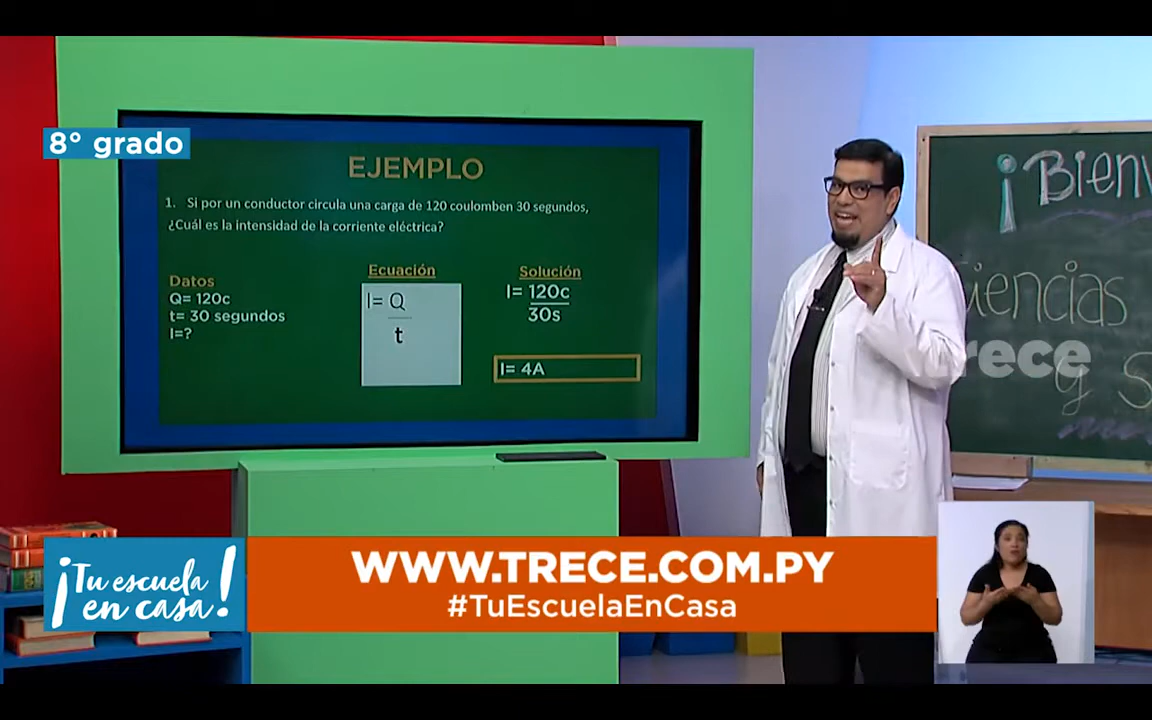 8° grado
EJEMPLO
1. Si por un conductor circula una carga de 120 coulomben 30 segundos,
¿Cuál es la intensidad de la corriente eléctrica?
Datos
Q= 120c
t= 30 segundos
I=?
Ecuación
I= Q
t
Solución
I= 120c
30s
I= 4A
¡Bienv
Ciencias
trece
y S
¡Tu escuela
en casa!
WWW.TRECE.COM.PY
#TuEscuelaEnCasa